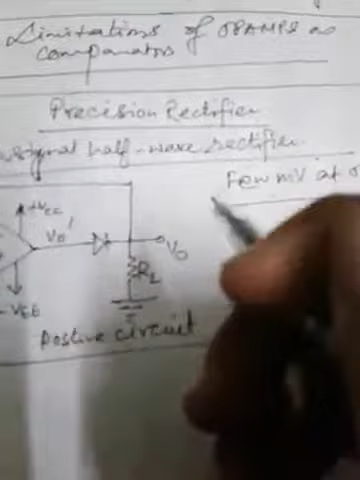 Limitations of OPAMPS as
comparators
Precision Rectifier
signal half-wave rectifier
Few mV at
+VCC
Vo'
Vo
RL
-VEE
Positive circuit